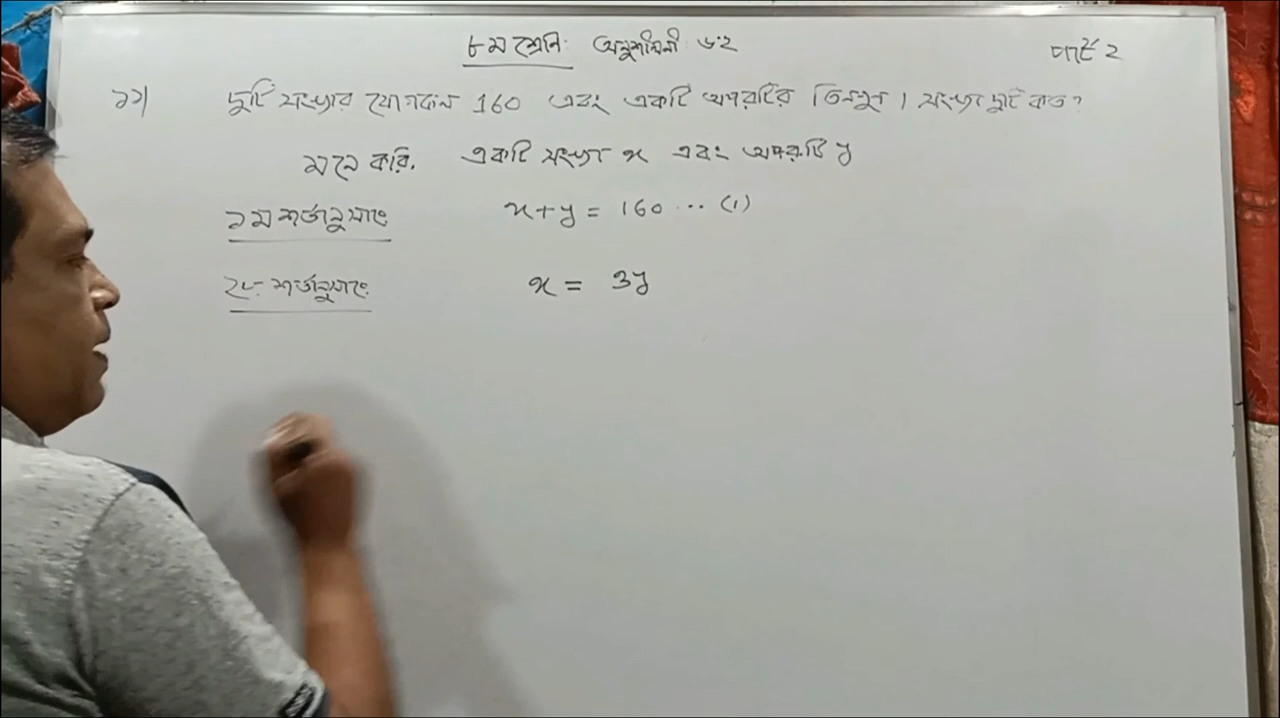 ৮ম শ্রেনি: অনুশীলনী ৬.২
পার্ট ২
১১) দুটি সংখ্যার যোগফল 160 এবং একটি অপরটির তিনগুন । সংখ্যা দুটি কত ?
মনে করি, একটি সংখ্যা x এবং অপরটি y
১ম শর্তানুসারে x+y = 160 ... (1)
২য় শর্তানুসারে x = 3y